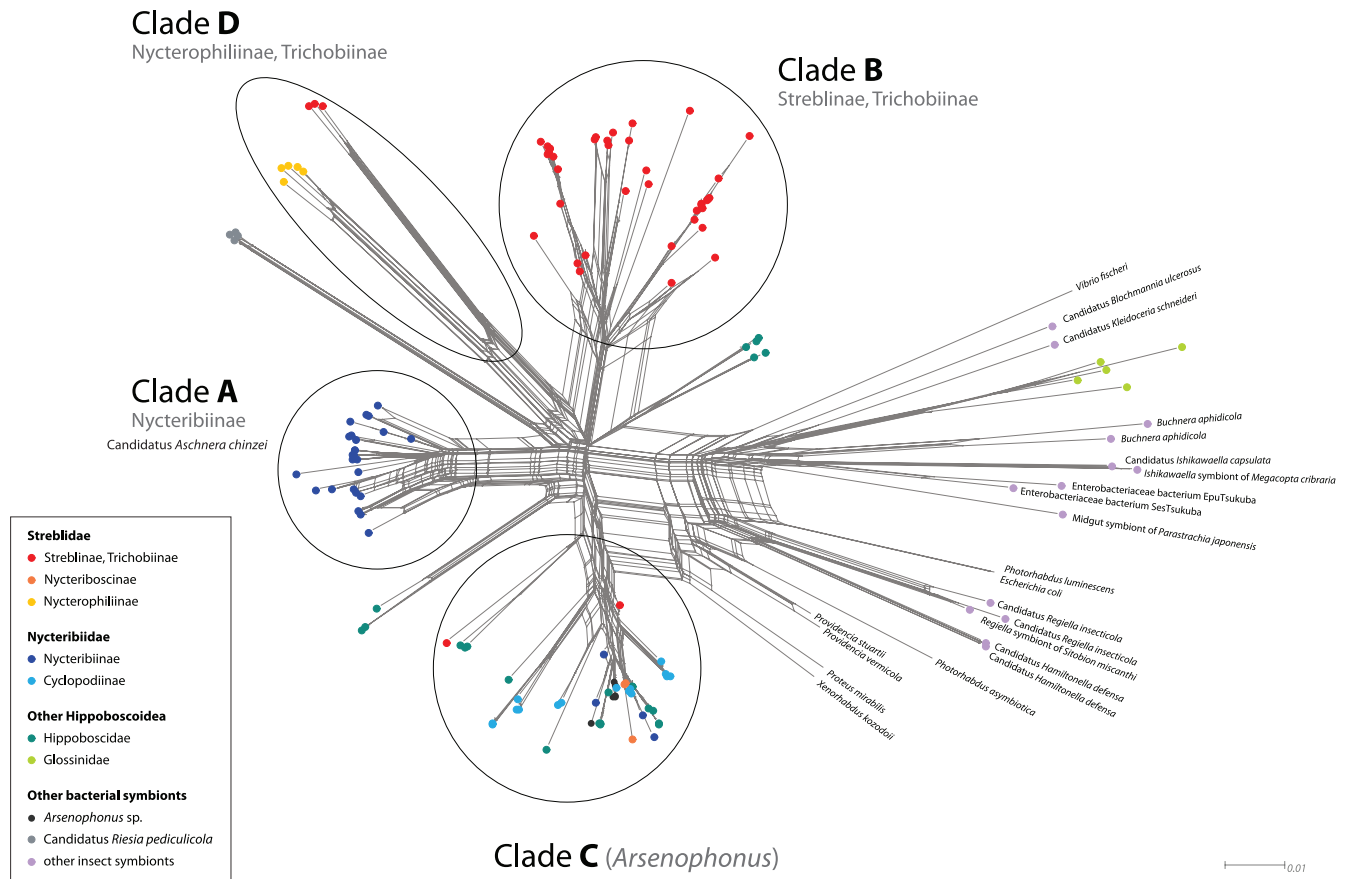 Clade D
Nycterophiliinae, Trichobiinae
Clade B
Streblinae, Trichobiinae
Vibrio fischeri
Candidatus Blochmannia ulcerosus
Candidatus Kleidoceria schneideri
Clade A
Nycteribiinae
Candidatus Aschnera chinzei
Buchnera aphidicola
Buchnera aphidicola
Candidatus Ishikawaella capsulata
Ishikawaella symbiont of Megacopta cribraria
Enterobacteriaceae bacterium EpuTsukuba
Enterobacteriaceae bacterium SesTsukuba
Midgut symbiont of Parastrachia japonensis
Photorhabdus luminescens
Escherichia coli
Candidatus Regiella insecticola
Candidatus Regiella insecticola
Regiella symbiont of Sitobion miscanthi
Candidatus Hamiltonella defensa
Candidatus Hamiltonella defensa
Photorhabdus asymbiotica
Providencia stuartii
Providencia vermicola
Proteus mirabilis
Xenorhabdus kozodoii
Streblidae
Streblinae, Trichobiinae
Nycteriboscinae
Nycterophiliinae
Nycteribiidae
Nycteribiinae
Cyclopodiinae
Other Hippoboscoidea
Hippoboscidae
Glossinidae
Other bacterial symbionts
Arsenophonus sp.
Candidatus Riesia pediculicola
other insect symbionts
Clade C (Arsenophonus)
0.01